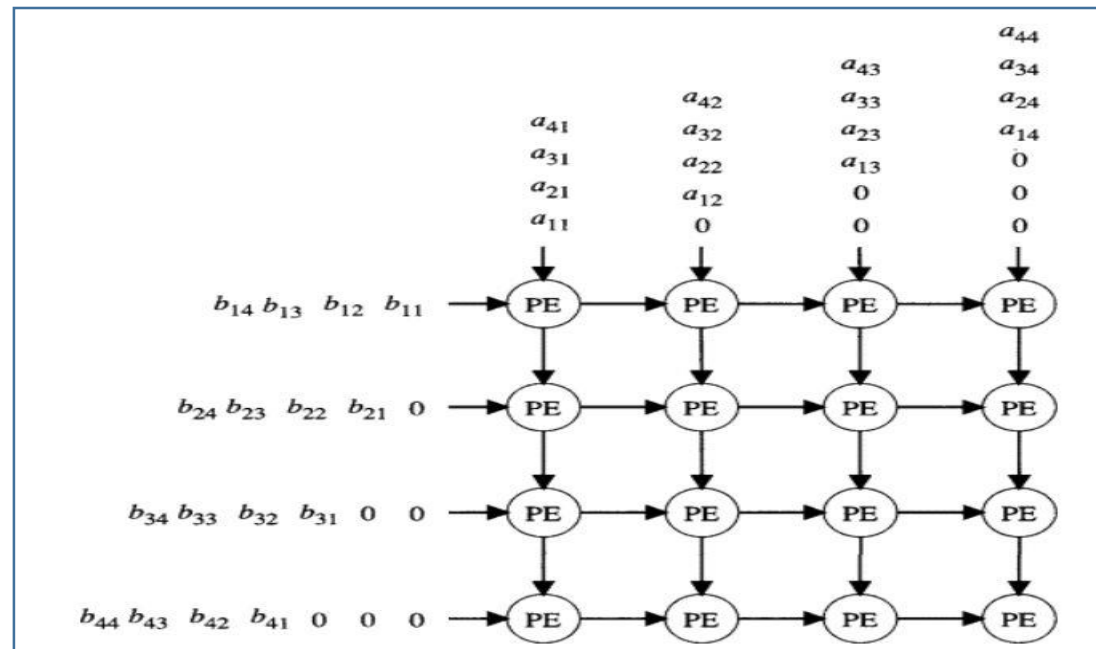 a₄₄
a₄₃ a₃₄
a₄₂ a₃₃ a₂₄
a₄₁ a₃₂ a₂₃ a₁₄
a₃₁ a₂₂ a₁₃ 0
a₂₁ a₁₂ 0 0
a₁₁ 0 0 0
b₁₄ b₁₃ b₁₂ b₁₁ PE PE PE PE
b₂₄ b₂₃ b₂₂ b₂₁ 0 PE PE PE PE
b₃₄ b₃₃ b₃₂ b₃₁ 0 0 PE PE PE PE
b₄₄ b₄₃ b₄₂ b₄₁ 0 0 0 PE PE PE PE